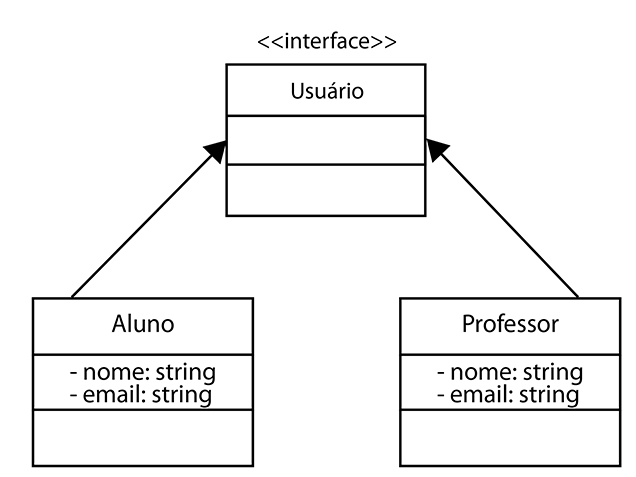 <<interface>>
Usuário
Aluno
- nome: string
- email: string
Professor
- nome: string
- email: string